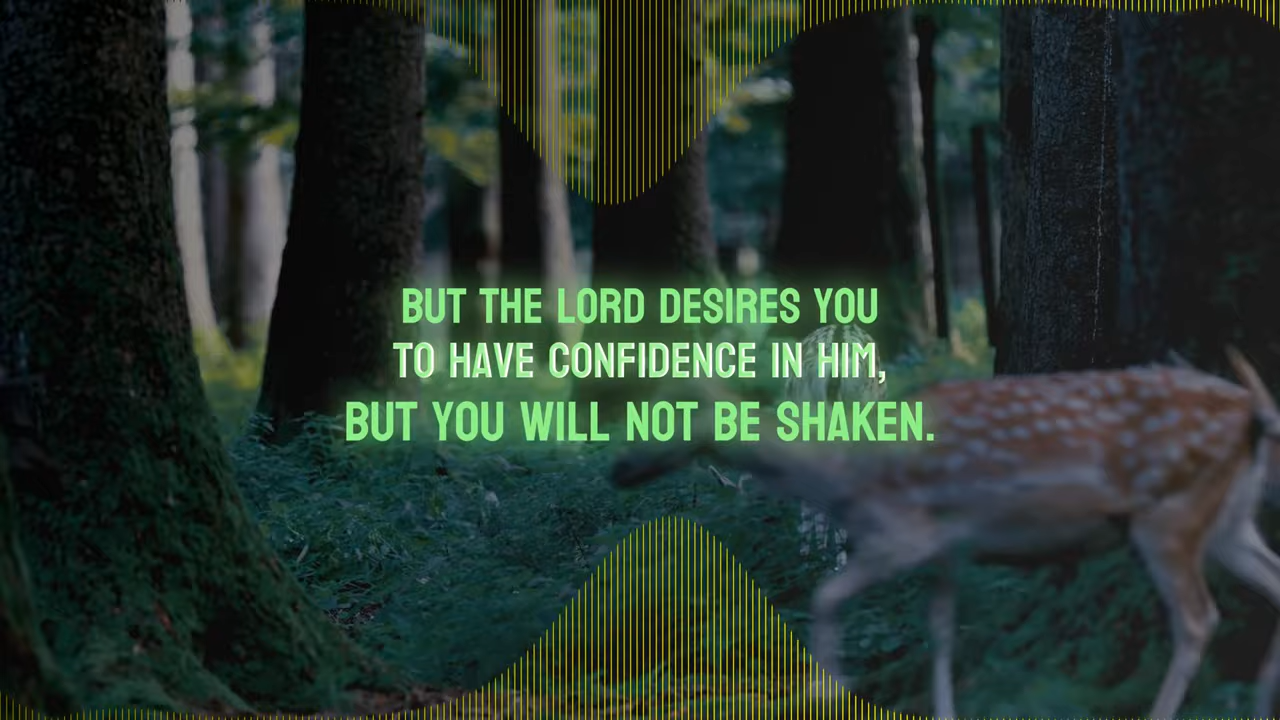 BUT THE LORD DESIRES YOU
TO HAVE CONFIDENCE IN HIM,
BUT YOU WILL NOT BE SHAKEN.